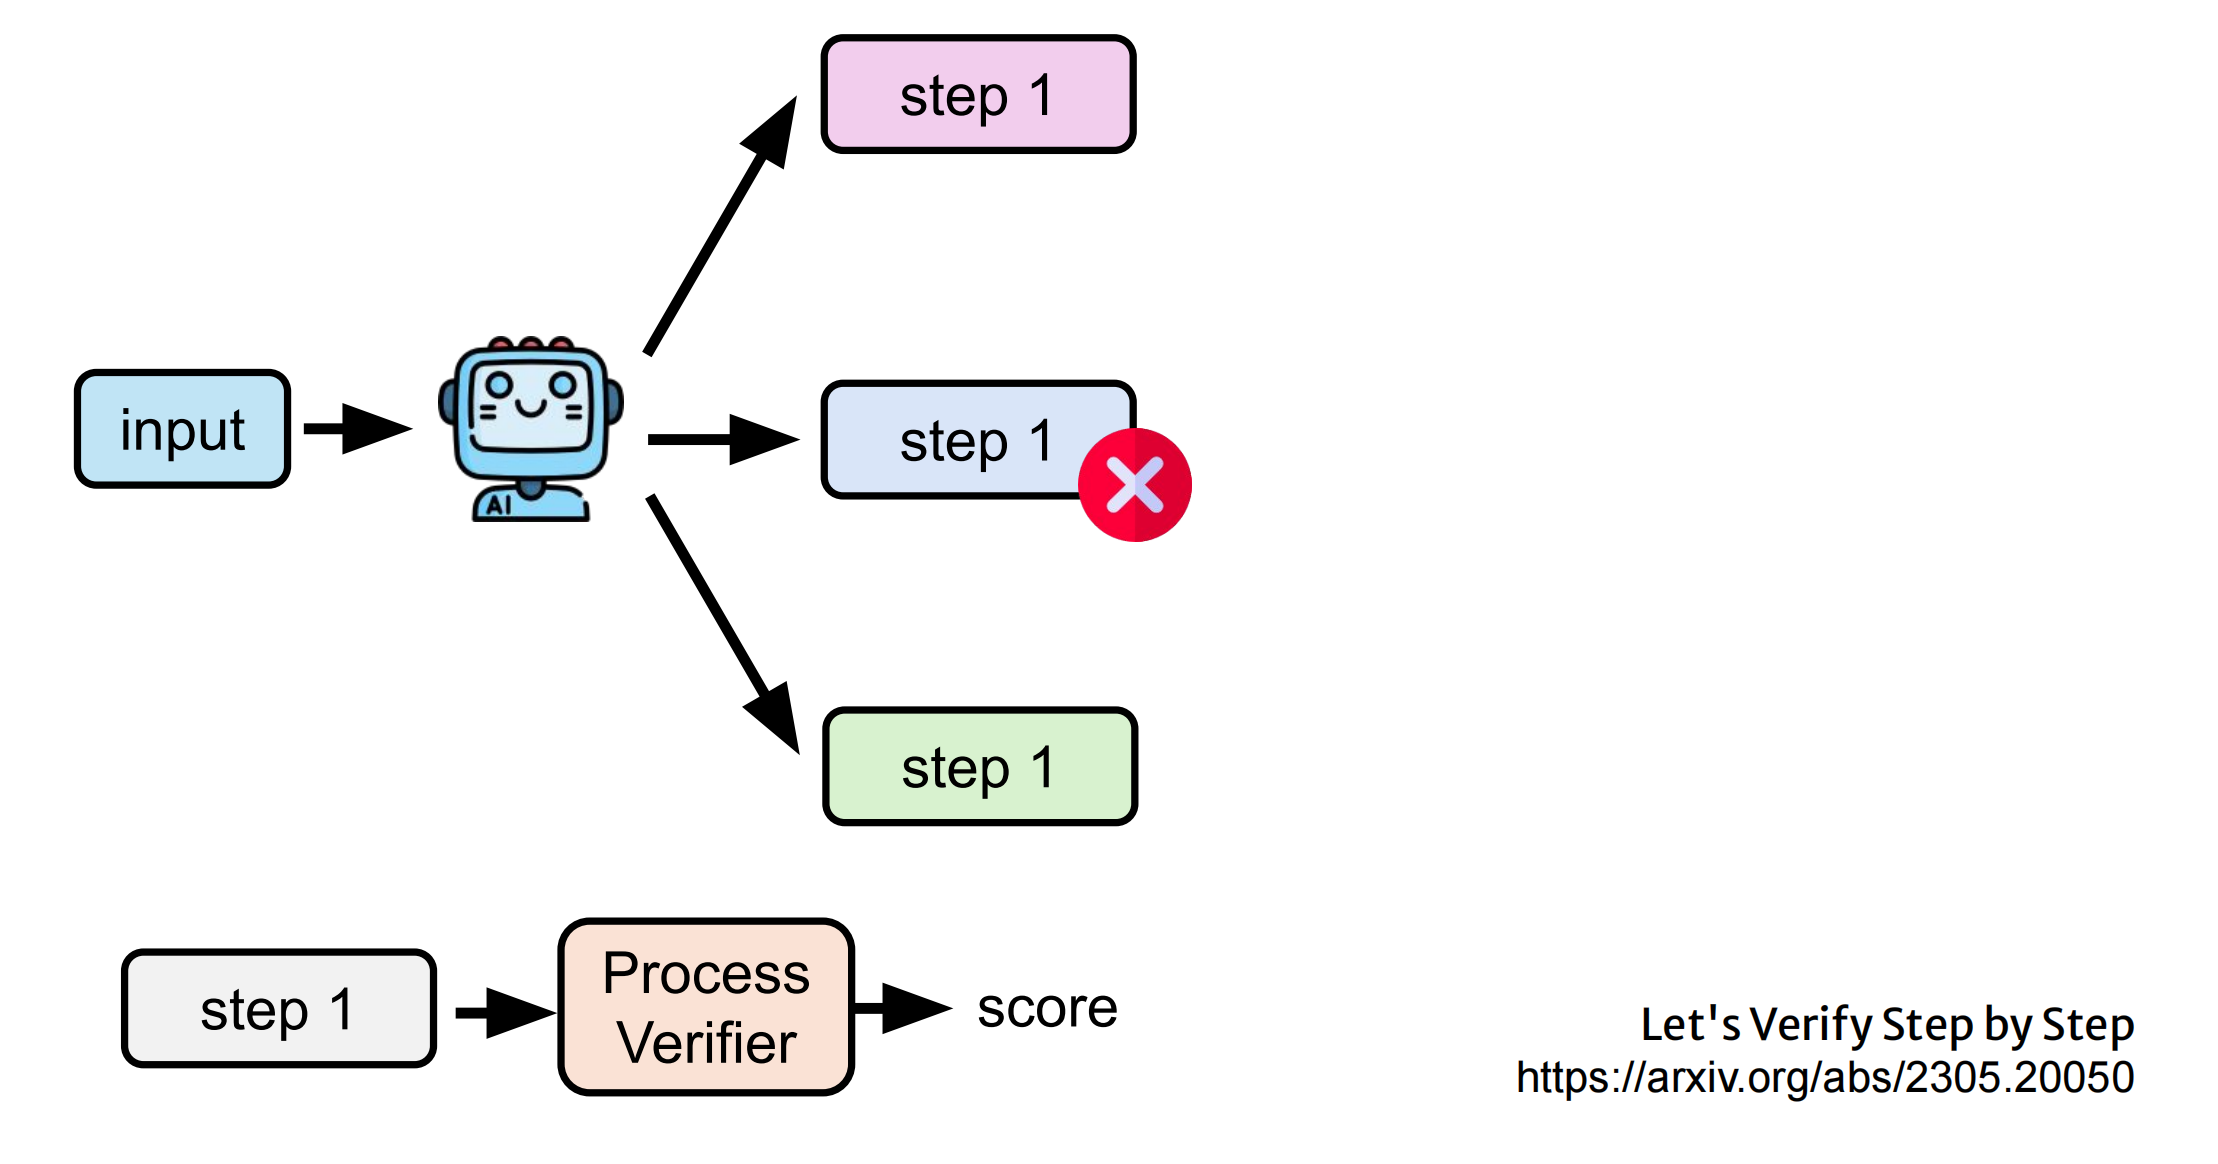 step 1
input
AI
step 1
step 1
step 1
Process
Verifier
score
Let's Verify Step by Step
https://arxiv.org/abs/2305.20050